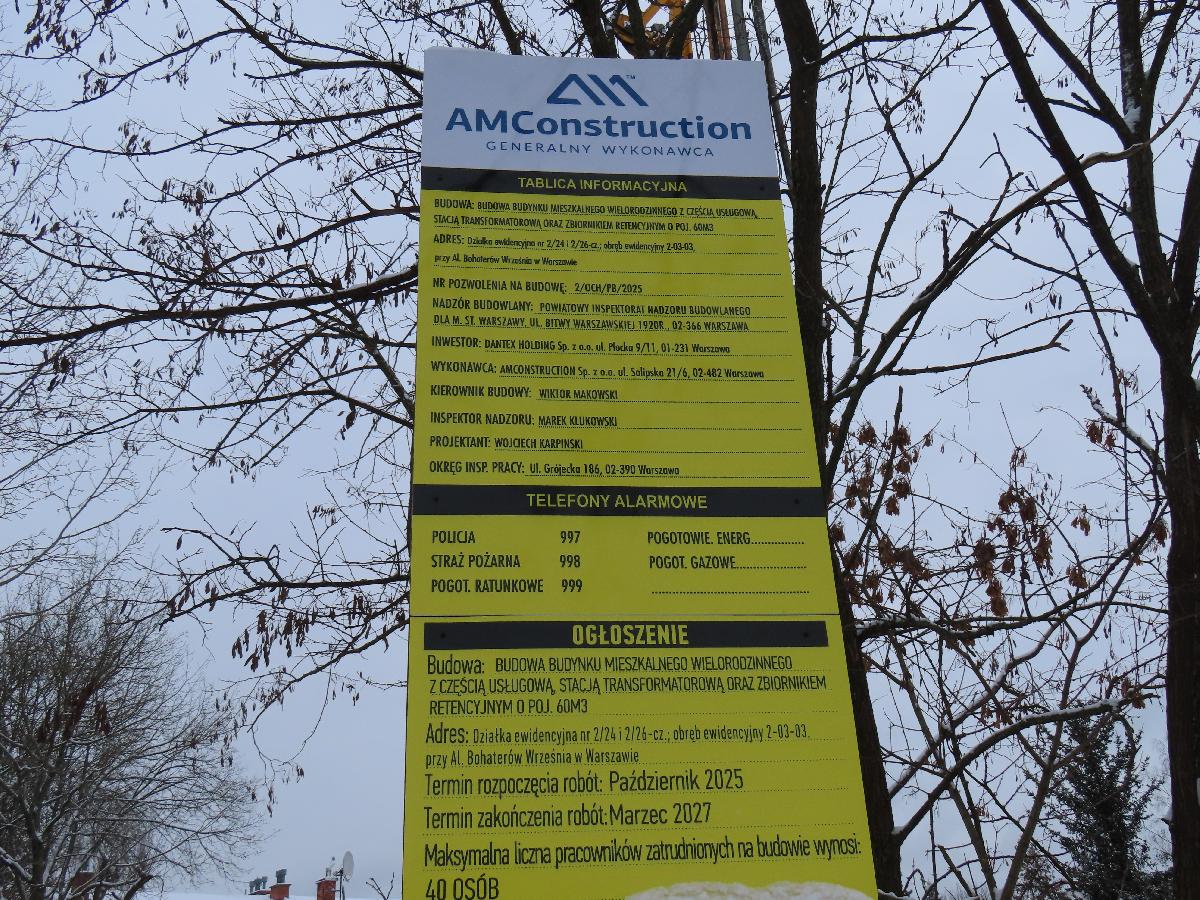 AM™
AMConstruction
GENERALNY WYKONAWCA
TABLICA INFORMACYJNA
BUDOWA: BUDOWA BUDYNKU MIESZKALNEGO WIELORODZINNEGO Z CZĘŚCIĄ USŁUGOWĄ,
STACJĄ TRANSFORMATOROWĄ ORAZ ZBIORNIKIEM RETENCYJNYM O POJ. 60M3
ADRES: Działka ewidencyjna nr 2/24 i 2/26-cz.; obręb ewidencyjny 2-03-03,
przy Al. Bohaterów Września w Warszawie
NR POZWOLENIA NA BUDOWĘ: 2/OCH/PB/2025
NADZÓR BUDOWLANY: POWIATOWY INSPEKTORAT NADZORU BUDOWLANEGO
DLA M. ST. WARSZAWY, UL. BITWY WARSZAWSKIEJ 1920R., 02-366 WARSZAWA
INWESTOR: DANTEX HOLDING Sp. z o.o. ul. Płocka 9/11, 01-231 Warszawa
WYKONAWCA: AMCONSTRUCTION Sp. z o.o. ul. Salipska 21/6, 02-482 Warszawa
KIEROWNIK BUDOWY: WIKTOR MAKOWSKI
INSPEKTOR NADZORU: MAREK KLUKOWSKI
PROJEKTANT: WOJCIECH KARPIŃSKI
OKRĘG INSP. PRACY: ul. Grójecka 186, 02-390 Warszawa
TELEFONY ALARMOWE
POLICJA 997 POGOTOWIE. ENERG..............
STRAŻ POŻARNA 998 POGOT. GAZOWE..................
POGOT. RATUNKOWE 999
OGŁOSZENIE
Budowa: BUDOWA BUDYNKU MIESZKALNEGO WIELORODZINNEGO
Z CZĘŚCIĄ USŁUGOWĄ, STACJĄ TRANSFORMATOROWĄ ORAZ ZBIORNIKIEM
RETENCYJNYM O POJ. 60M3
Adres: Działka ewidencyjna nr 2/24 i 2/26-cz.; obręb ewidencyjny 2-03-03,
przy Al. Bohaterów Września w Warszawie
Termin rozpoczęcia robót: Październik 2025
Termin zakończenia robót: Marzec 2027
Maksymalna liczna pracowników zatrudnionych na budowie wynosi:
40 OSÓB